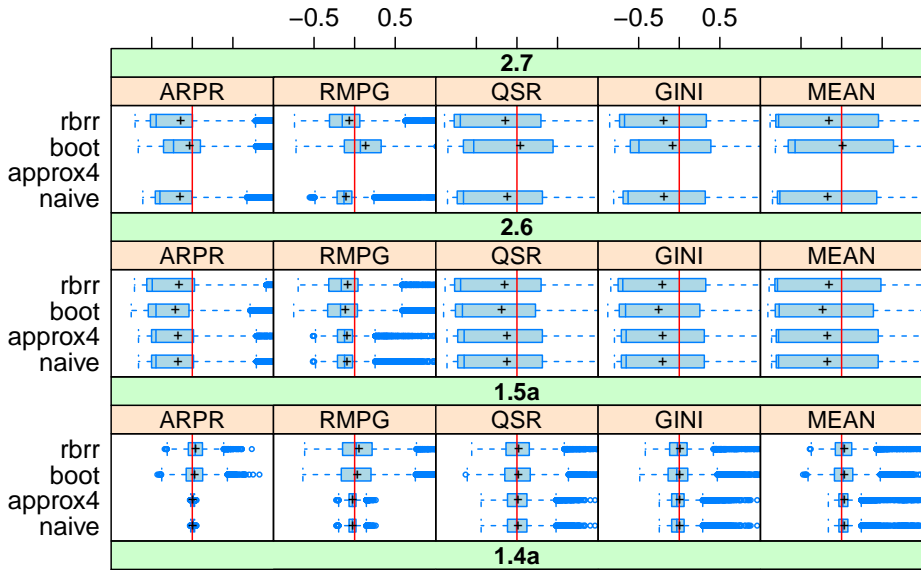 −0.5 0.5 −0.5 0.5
2.7
ARPR RMPG QSR GINI MEAN
rbrr
boot
approx4
naive
2.6
ARPR RMPG QSR GINI MEAN
rbrr
boot
approx4
naive
1.5a
ARPR RMPG QSR GINI MEAN
rbrr
boot
approx4
naive
1.4a